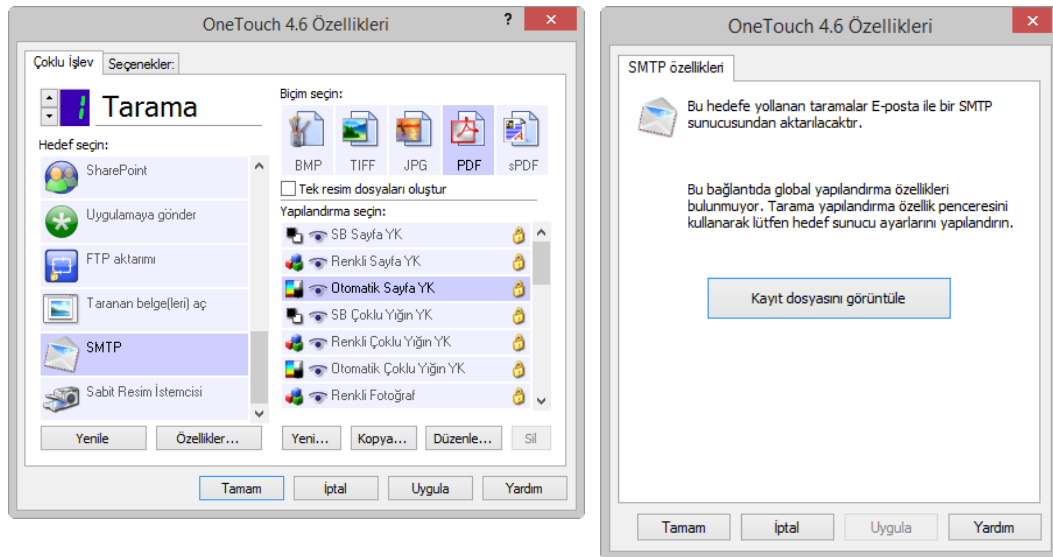 OneTouch 4.6 Özellikleri
?
×
Çoklu İşlev
Seçenekler:
1
Tarama
Hedef seçin:
SharePoint
Uygulamaya gönder
FTP aktarımı
Taranan belge(leri) aç
SMTP
Sabit Resim İstemcisi
Yenile
Özellikler...
Biçim seçin:
BMP
TIFF
JPG
PDF
sPDF
Tek resim dosyaları oluştur
Yapılandırma seçin:
SB Sayfa YK
Renkli Sayfa YK
Otomatik Sayfa YK
SB Çoklu Yığın YK
Renkli Çoklu Yığın YK
Otomatik Çoklu Yığın YK
Renkli Fotoğraf
Yeni...
Kopya...
Düzenle...
Sil
Tamam
İptal
Uygula
Yardım
OneTouch 4.6 Özellikleri
×
SMTP özellikleri
Bu hedefe yollanan taramalar E-posta ile bir SMTP
sunucusundan aktarılacaktır.
Bu bağlantıda global yapılandırma özellikleri
bulunmuyor. Tarama yapılandırma özellik penceresini
kullanarak lütfen hedef sunucu ayarlarını yapılandırın.
Kayıt dosyasını görüntüle
Tamam
İptal
Uygula
Yardım